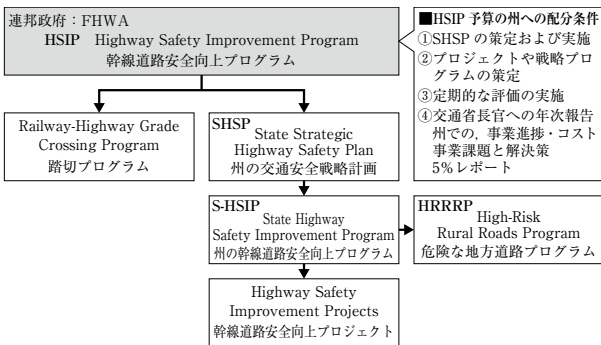 連邦政府：FHWA
HSIP Highway Safety Improvement Program
幹線道路安全向上プログラム
■HSIP 予算の州への配分条件
①SHSP の策定および実施
②プロジェクトや戦略プ
ログラムの策定
③定期的な評価の実施
④交通省長官への年次報告
州での，事業進捗・コスト
事業課題と解決策
5％レポート
Railway-Highway Grade
Crossing Program
踏切プログラム
SHSP
State Strategic
Highway Safety Plan
州の交通安全戦略計画
S-HSIP
State Highway
Safety Improvement Program
州の幹線道路安全向上プログラム
HRRRP
High-Risk
Rural Roads Program
危険な地方道路プログラム
Highway Safety
Improvement Projects
幹線道路安全向上プロジェクト